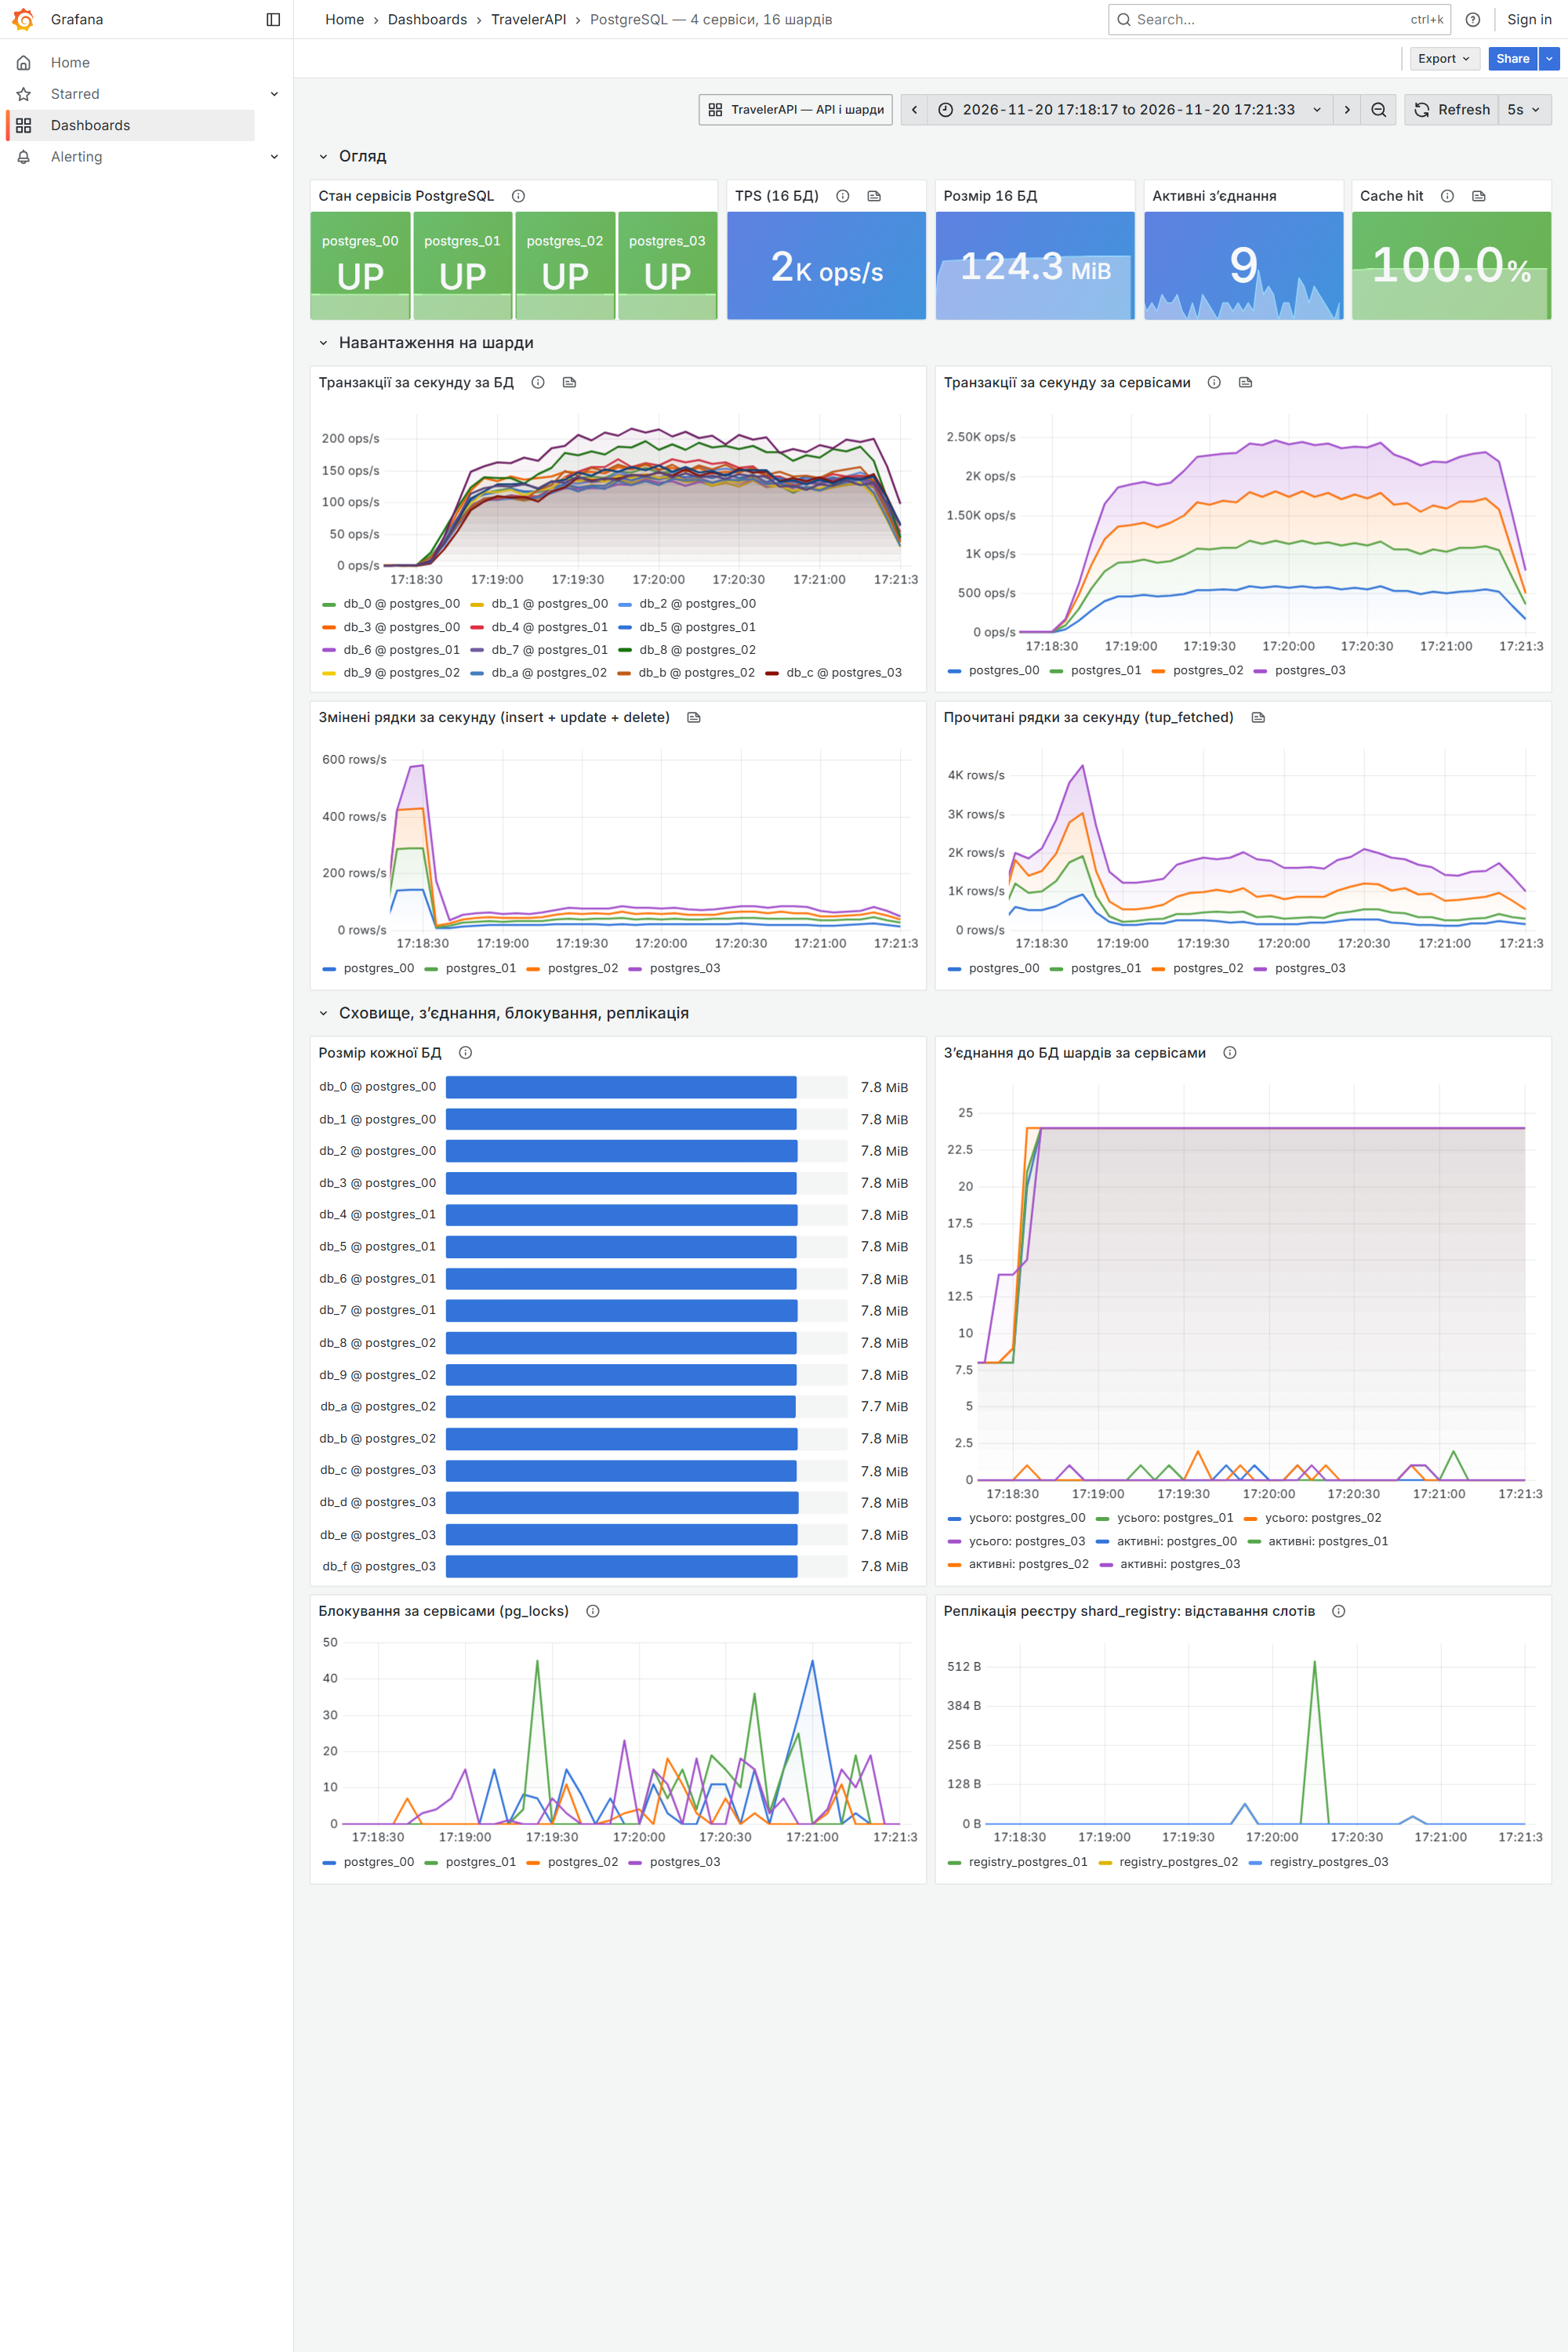 Grafana
Home › Dashboards › TravelerAPI › PostgreSQL — 4 сервіси, 16 шардів
Search...
ctrl+k
Sign in
Home
Starred
Dashboards
Alerting
Export
Share
TravelerAPI — API і шарди
2026-11-20 17:18:17 to 2026-11-20 17:21:33
Refresh
5s
Огляд
Стан сервісів PostgreSQL
postgres_00
UP
postgres_01
UP
postgres_02
UP
postgres_03
UP
TPS (16 БД)
2K ops/s
Розмір 16 БД
124.3 MiB
Активні з’єднання
9
Cache hit
100.0%
Навантаження на шарди
Транзакції за секунду за БД
200 ops/s
150 ops/s
100 ops/s
50 ops/s
0 ops/s
17:18:30 17:19:00 17:19:30 17:20:00 17:20:30 17:21:00 17:21:3
db_0 @ postgres_00 db_1 @ postgres_00 db_2 @ postgres_00
db_3 @ postgres_00 db_4 @ postgres_01 db_5 @ postgres_01
db_6 @ postgres_01 db_7 @ postgres_01 db_8 @ postgres_02
db_9 @ postgres_02 db_a @ postgres_02 db_b @ postgres_02 db_c @ postgres_03
Транзакції за секунду за сервісами
2.50K ops/s
2K ops/s
1.50K ops/s
1K ops/s
500 ops/s
0 ops/s
17:18:30 17:19:00 17:19:30 17:20:00 17:20:30 17:21:00 17:21:3
postgres_00 postgres_01 postgres_02 postgres_03
Змінені рядки за секунду (insert + update + delete)
600 rows/s
400 rows/s
200 rows/s
0 rows/s
17:18:30 17:19:00 17:19:30 17:20:00 17:20:30 17:21:00 17:21:3
postgres_00 postgres_01 postgres_02 postgres_03
Прочитані рядки за секунду (tup_fetched)
4K rows/s
3K rows/s
2K rows/s
1K rows/s
0 rows/s
17:18:30 17:19:00 17:19:30 17:20:00 17:20:30 17:21:00 17:21:3
postgres_00 postgres_01 postgres_02 postgres_03
Сховище, з’єднання, блокування, реплікація
Розмір кожної БД
db_0 @ postgres_00 7.8 MiB
db_1 @ postgres_00 7.8 MiB
db_2 @ postgres_00 7.8 MiB
db_3 @ postgres_00 7.8 MiB
db_4 @ postgres_01 7.8 MiB
db_5 @ postgres_01 7.8 MiB
db_6 @ postgres_01 7.8 MiB
db_7 @ postgres_01 7.8 MiB
db_8 @ postgres_02 7.8 MiB
db_9 @ postgres_02 7.8 MiB
db_a @ postgres_02 7.7 MiB
db_b @ postgres_02 7.8 MiB
db_c @ postgres_03 7.8 MiB
db_d @ postgres_03 7.8 MiB
db_e @ postgres_03 7.8 MiB
db_f @ postgres_03 7.8 MiB
З’єднання до БД шардів за сервісами
25
22.5
20
17.5
15
12.5
10
7.5
5
2.5
0
17:18:30 17:19:00 17:19:30 17:20:00 17:20:30 17:21:00 17:21:3
усього: postgres_00 усього: postgres_01 усього: postgres_02
усього: postgres_03 активні: postgres_00 активні: postgres_01
активні: postgres_02 активні: postgres_03
Блокування за сервісами (pg_locks)
50
40
30
20
10
0
17:18:30 17:19:00 17:19:30 17:20:00 17:20:30 17:21:00 17:21:3
postgres_00 postgres_01 postgres_02 postgres_03
Реплікація реєстру shard_registry: відставання слотів
512 B
384 B
256 B
128 B
0 B
17:18:30 17:19:00 17:19:30 17:20:00 17:20:30 17:21:00 17:21:3
registry_postgres_01 registry_postgres_02 registry_postgres_03